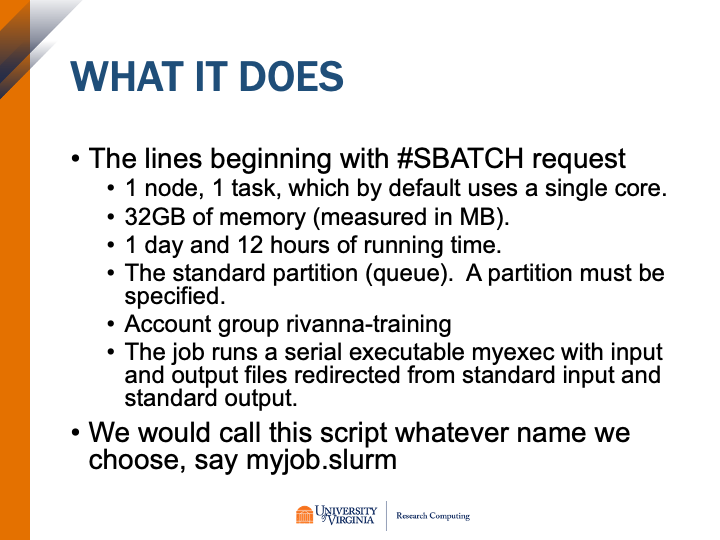 WHAT IT DOES
• The lines beginning with #SBATCH request
• 1 node, 1 task, which by default uses a single core.
• 32GB of memory (measured in MB).
• 1 day and 12 hours of running time.
• The standard partition (queue).  A partition must be
specified.
• Account group rivanna-training
• The job runs a serial executable myexec with input
and output files redirected from standard input and
standard output.
• We would call this script whatever name we
choose, say myjob.slurm
UNIVERSITY
of VIRGINIA
Research Computing